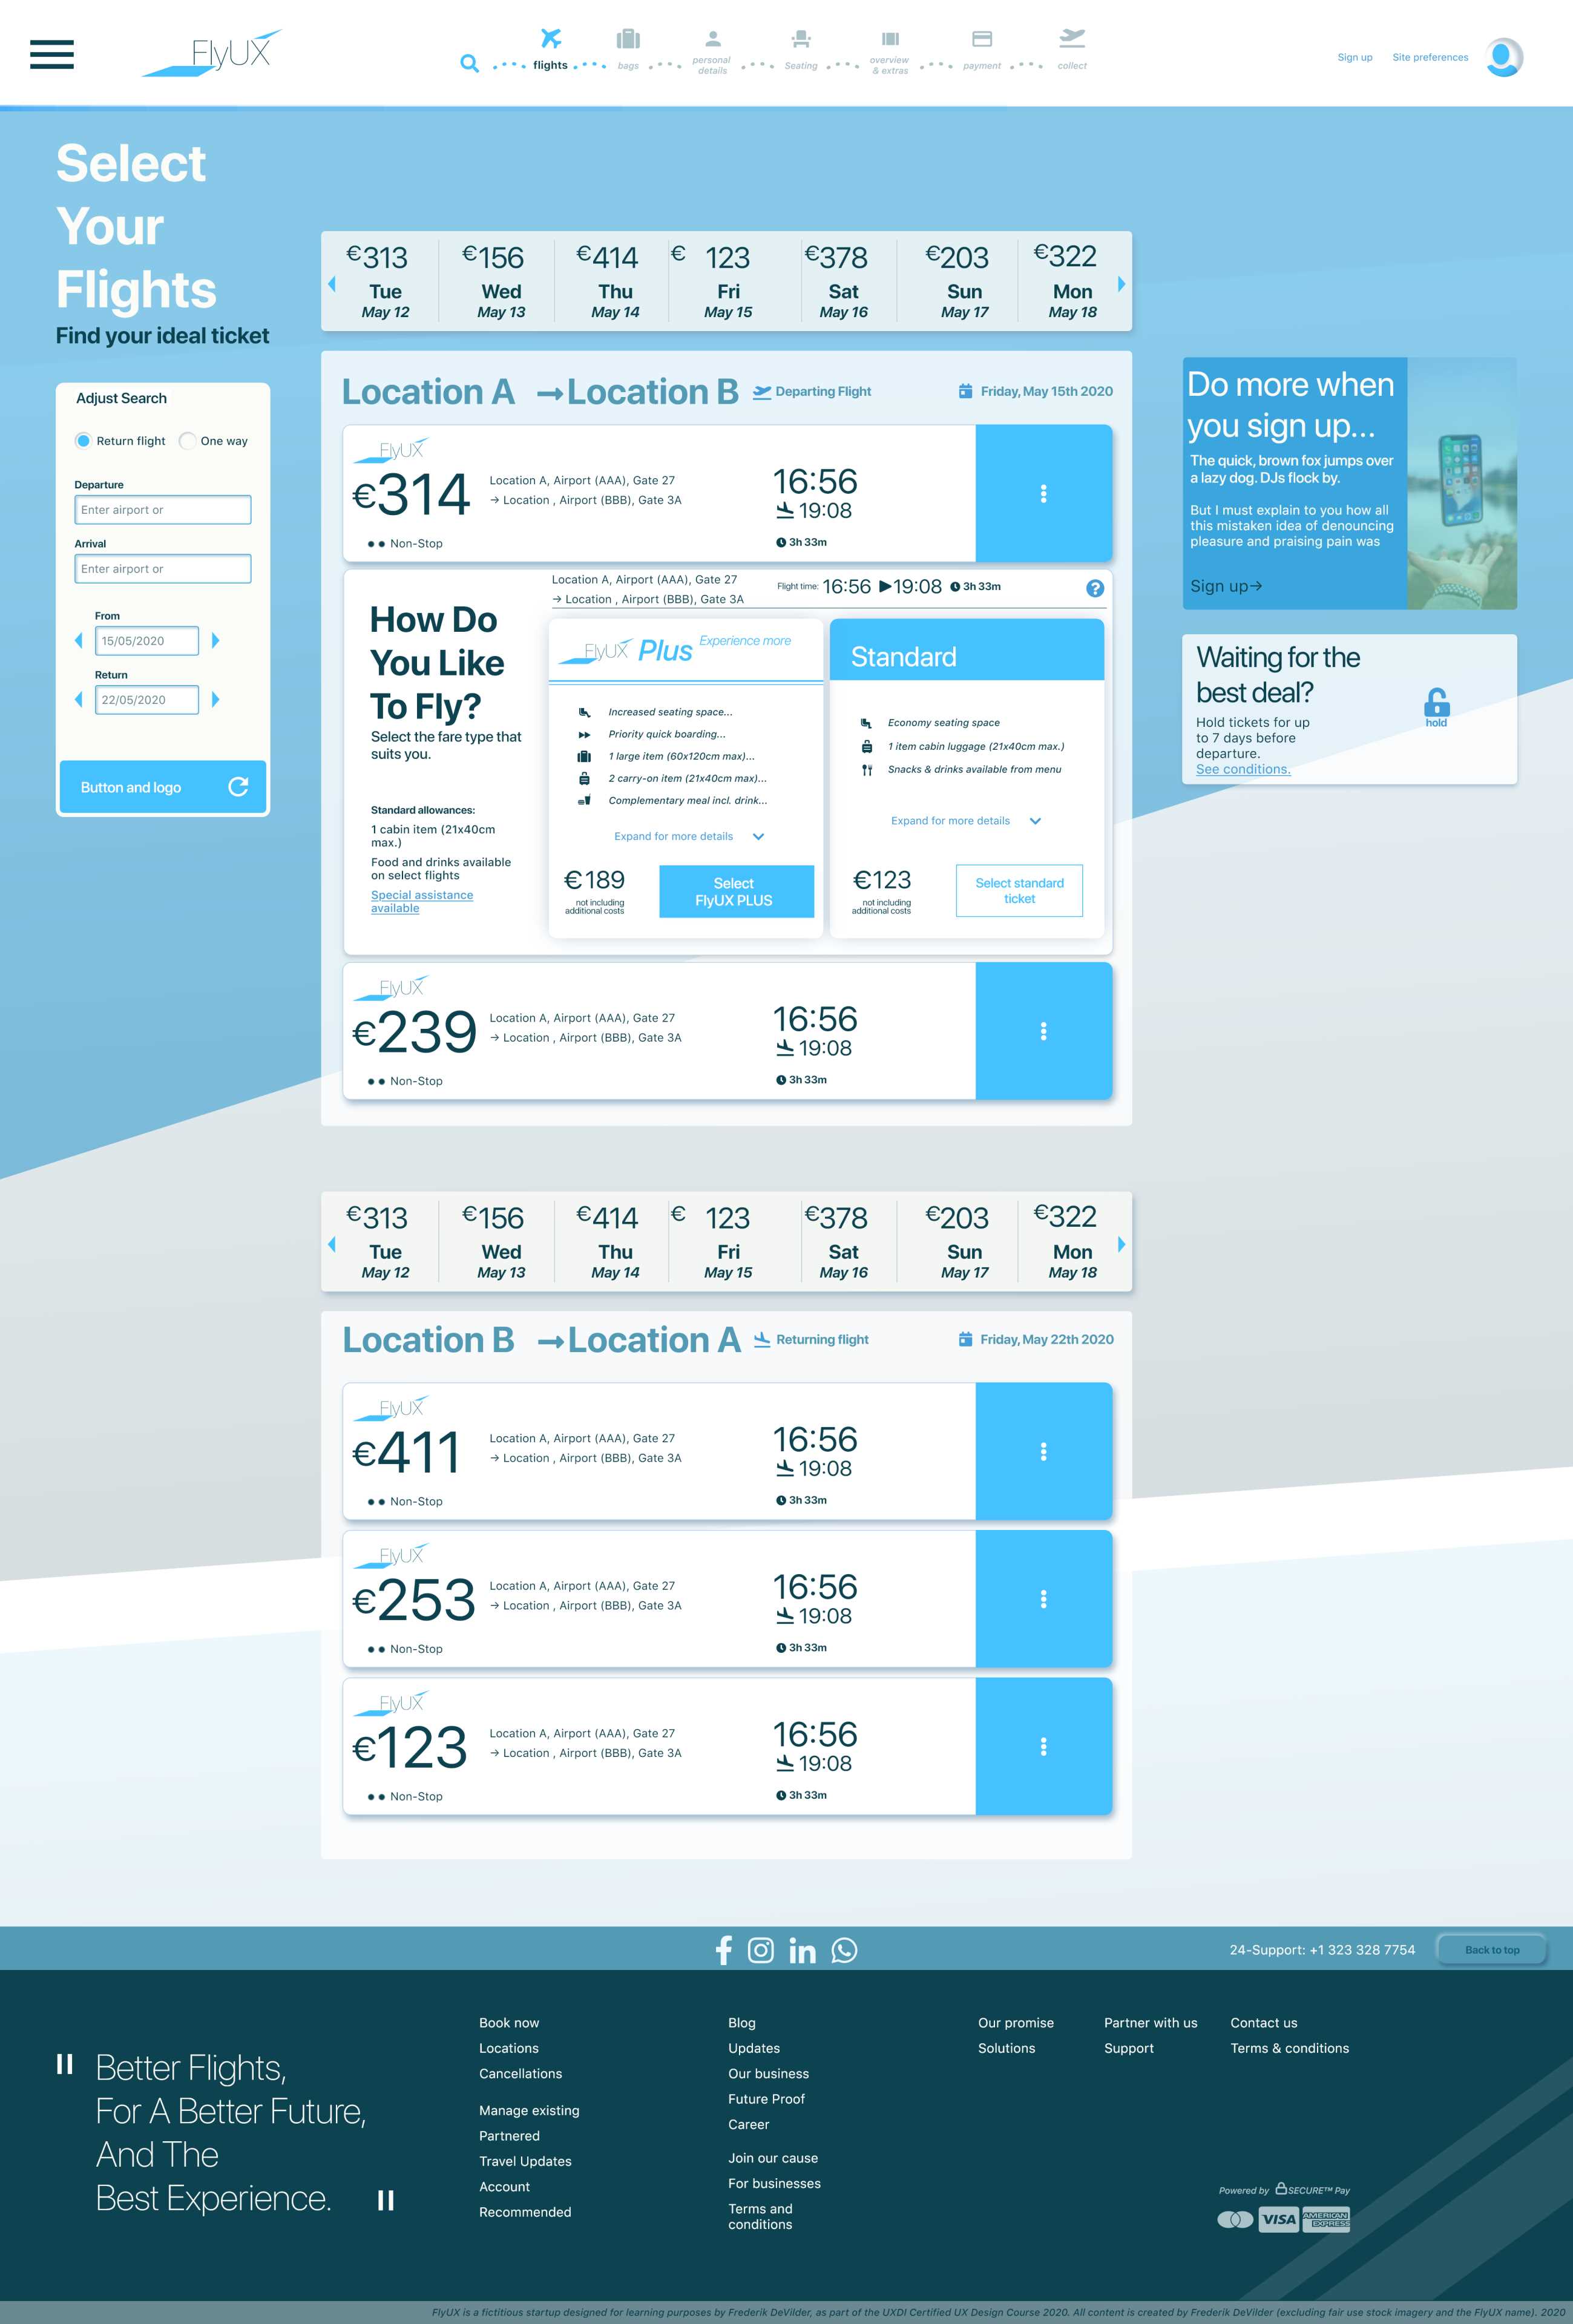 FlyUX
flights
bags
personal
details
Seating
overview
& extras
payment
collect
Sign up
Site preferences
Select
Your
Flights
Find your ideal ticket
Adjust Search
Return flight
One way
Departure
Enter airport or
Arrival
Enter airport or
From
15/05/2020
Return
22/05/2020
Button and logo
€313
Tue
May 12
€156
Wed
May 13
€414
Thu
May 14
€ 123
Fri
May 15
€378
Sat
May 16
€203
Sun
May 17
€322
Mon
May 18
Location A →Location B Departing Flight Friday, May 15th 2020
FlyUX
€314
Location A, Airport (AAA), Gate 27
→ Location , Airport (BBB), Gate 3A
Non-Stop
16:56
19:08
3h 33m
How Do
You Like
To Fly?
Select the fare type that
suits you.
Standard allowances:
1 cabin item (21x40cm
max.)
Food and drinks available
on select flights
Special assistance
available
Location A, Airport (AAA), Gate 27
→ Location , Airport (BBB), Gate 3A
Flight time: 16:56 ▶19:08 3h 33m
?
FlyUX Plus Experience more
Increased seating space...
Priority quick boarding...
1 large item (60x120cm max)...
2 carry-on item (21x40cm max)...
Complementary meal incl. drink...
Expand for more details
€189
not including
additional costs
Select
FlyUX PLUS
Standard
Economy seating space
1 item cabin luggage (21x40cm max.)
Snacks & drinks available from menu
Expand for more details
€123
not including
additional costs
Select standard
ticket
FlyUX
€239
Location A, Airport (AAA), Gate 27
→ Location , Airport (BBB), Gate 3A
Non-Stop
16:56
19:08
3h 33m
Do more when
you sign up...
The quick, brown fox jumps over
a lazy dog. DJs flock by.
But I must explain to you how all
this mistaken idea of denouncing
pleasure and praising pain was
Sign up→
Waiting for the
best deal?
Hold tickets for up
to 7 days before
departure.
See conditions.
hold
€313
Tue
May 12
€156
Wed
May 13
€414
Thu
May 14
€ 123
Fri
May 15
€378
Sat
May 16
€203
Sun
May 17
€322
Mon
May 18
Location B →Location A Returning flight Friday, May 22th 2020
FlyUX
€411
Location A, Airport (AAA), Gate 27
→ Location , Airport (BBB), Gate 3A
Non-Stop
16:56
19:08
3h 33m
FlyUX
€253
Location A, Airport (AAA), Gate 27
→ Location , Airport (BBB), Gate 3A
Non-Stop
16:56
19:08
3h 33m
FlyUX
€123
Location A, Airport (AAA), Gate 27
→ Location , Airport (BBB), Gate 3A
Non-Stop
16:56
19:08
3h 33m
24-Support: +1 323 328 7754
Back to top
" Better Flights,
For A Better Future,
And The
Best Experience. "
Book now
Locations
Cancellations
Manage existing
Partnered
Travel Updates
Account
Recommended
Blog
Updates
Our business
Future Proof
Career
Join our cause
For businesses
Terms and
conditions
Our promise
Solutions
Partner with us
Support
Contact us
Terms & conditions
Powered by SECURE™ Pay
VISA
AMERICAN
EXPRESS
FlyUX is a fictitious startup designed for learning purposes by Frederik DeVilder, as part of the UXDI Certified UX Design Course 2020. All content is created by Frederik DeVilder (excluding fair use stock imagery and the FlyUX name). 2020